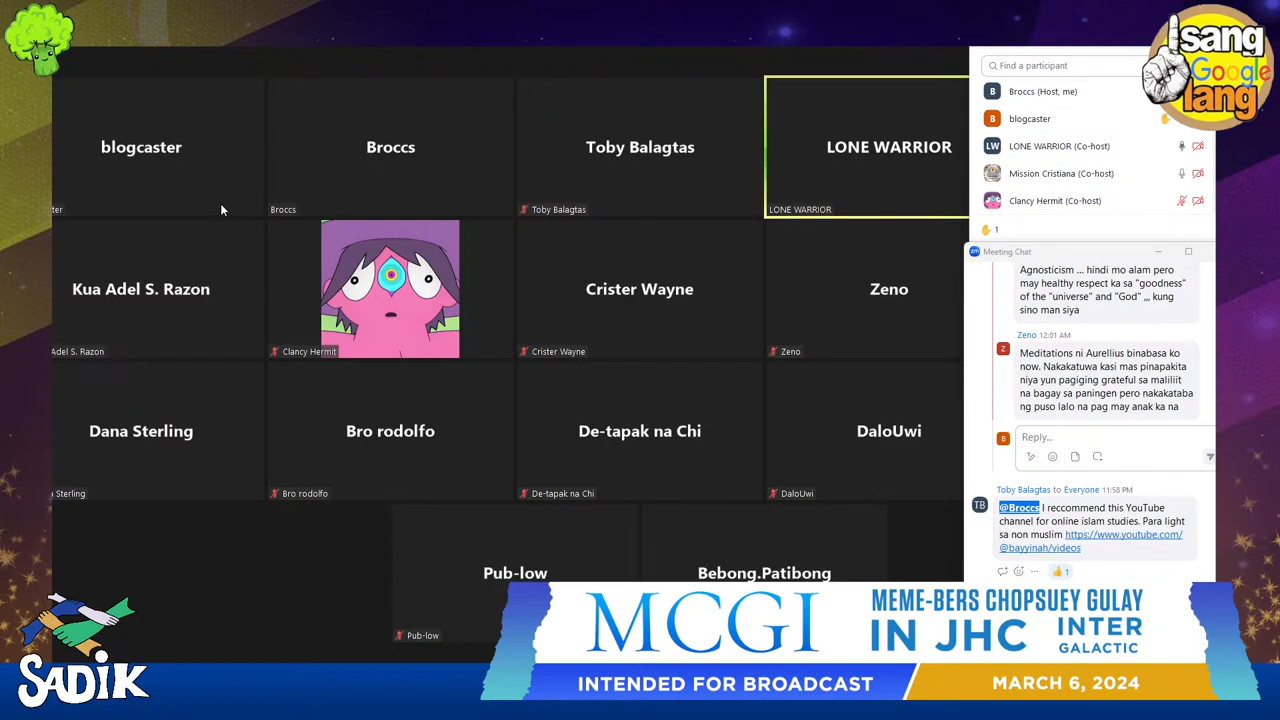 blogcaster
ter
Broccs
Broccs
Toby Balagtas
Toby Balagtas
LONE WARRIOR
LONE WARRIOR
Kua Adel S. Razon
Adel S. Razon
Clancy Hermit
Crister Wayne
Crister Wayne
Zeno
Zeno
Dana Sterling
Sterling
Bro rodolfo
Bro rodolfo
De-tapak na Chi
De-tapak na Chi
DaloUwi
DaloUwi
Pub-low
Pub-low
Bebong.Patibong
Find a participant
B Broccs (Host, me)
B blogcaster
LW LONE WARRIOR (Co-host)
Mission Cristiana (Co-host)
Clancy Hermit (Co-host)
1
zm Meeting Chat
Agnosticism ... hindi mo alam pero
may healthy respect ka sa "goodness"
of the "universe" and "God" ,,, kung
sino man siya
Zeno 12:01 AM
Z
Meditations ni Aurellius binabasa ko
now. Nakakatuwa kasi mas pinapakita
niya yun pagiging grateful sa maliliit
na bagay sa paningen pero nakakataba
ng puso lalo na pag may anak ka na
B
Reply...
Toby Balagtas to Everyone 11:58 PM
TB
@Broccs I reccommend this YouTube
channel for online islam studies. Para light
sa non muslim https://www.youtube.com/
@bayyinah/videos
1
Isang
Google
lang
SADIK
MCGI
MEME-BERS CHOPSUEY GULAY
IN JHC INTER
GALACTIC
INTENDED FOR BROADCAST
MARCH 6, 2024